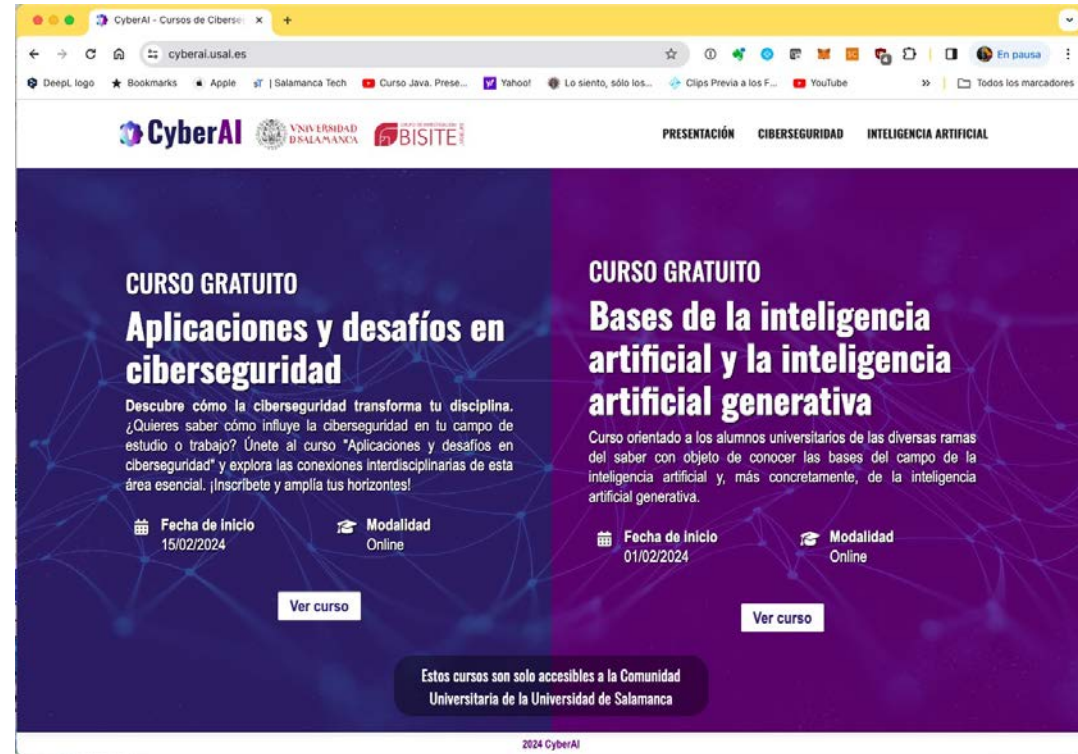 CyberAI - Cursos de Ciberse
cyberai.usal.es
En pausa
DeepL logo
Bookmarks
Apple
sT | Salamanca Tech
Curso Java. Prese...
Yahoo!
Lo siento, sólo los...
Clips Previa a los F...
YouTube
»
Todos los marcadores
CyberAI
VNiVERSIDAD
D SALAMANCA
BISITE
PRESENTACIÓN
CIBERSEGURIDAD
INTELIGENCIA ARTIFICIAL
CURSO GRATUITO
Aplicaciones y desafíos en
ciberseguridad
Descubre cómo la ciberseguridad transforma tu disciplina.
¿Quieres saber cómo influye la ciberseguridad en tu campo de
estudio o trabajo? Únete al curso "Aplicaciones y desafíos en
ciberseguridad" y explora las conexiones interdisciplinarias de esta
área esencial. ¡Inscríbete y amplía tus horizontes!
Fecha de inicio
15/02/2024
Modalidad
Online
Ver curso
CURSO GRATUITO
Bases de la inteligencia
artificial y la inteligencia
artificial generativa
Curso orientado a los alumnos universitarios de las diversas ramas
del saber con objeto de conocer las bases del campo de la
inteligencia artificial y, más concretamente, de la inteligencia
artificial generativa.
Fecha de inicio
01/02/2024
Modalidad
Online
Ver curso
Estos cursos son solo accesibles a la Comunidad
Universitaria de la Universidad de Salamanca
2024 CyberAI